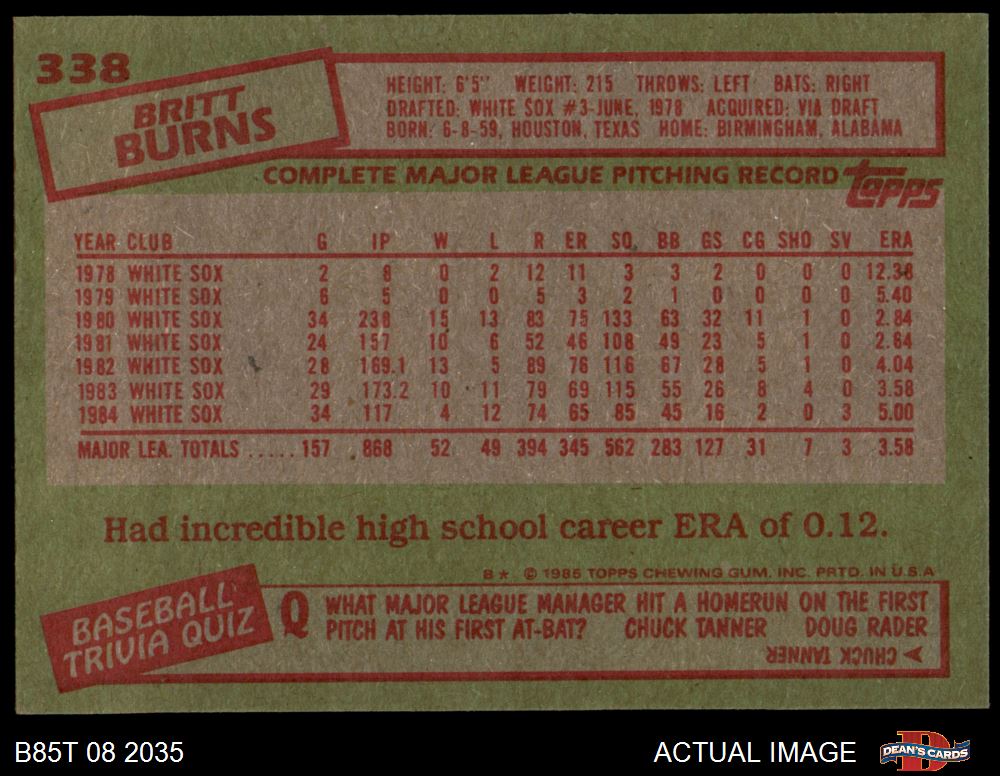 338
BRITT
BURNS
HEIGHT: 6'5" WEIGHT: 215 THROWS: LEFT BATS: RIGHT
DRAFTED: WHITE SOX #3-JUNE, 1978 ACQUIRED: VIA DRAFT
BORN: 6-8-59, HOUSTON, TEXAS HOME: BIRMINGHAM, ALABAMA
COMPLETE MAJOR LEAGUE PITCHING RECORD topps
YEAR CLUB G IP W L R ER SO BB GS CG SHO SV ERA
1978 WHITE SOX 2 8 0 2 12 11 3 3 2 0 0 0 12.38
1979 WHITE SOX 6 5 0 0 5 3 2 1 0 0 0 0 5.40
1980 WHITE SOX 34 238 15 13 83 75 133 63 32 11 1 0 2.84
1981 WHITE SOX 24 157 10 6 52 46 108 49 23 5 1 0 2.64
1982 WHITE SOX 28 169.1 13 5 89 76 116 67 28 5 1 0 4.04
1983 WHITE SOX 29 173.2 10 11 79 69 115 55 26 8 4 0 3.58
1984 WHITE SOX 34 117 4 12 74 65 85 45 16 2 0 3 5.00
MAJOR LEA. TOTALS ..... 157 868 52 49 394 345 562 283 127 31 7 3 3.58
Had incredible high school career ERA of 0.12.
B* © 1985 TOPPS CHEWING GUM, INC. PRTD. IN U.S.A
BASEBALL
TRIVIA QUIZ
Q WHAT MAJOR LEAGUE MANAGER HIT A HOMERUN ON THE FIRST
PITCH AT HIS FIRST AT-BAT? CHUCK TANNER DOUG RADER
A CHUCK TANNER
B85T 08 2035
ACTUAL IMAGE
D
DEAN'S CARDS